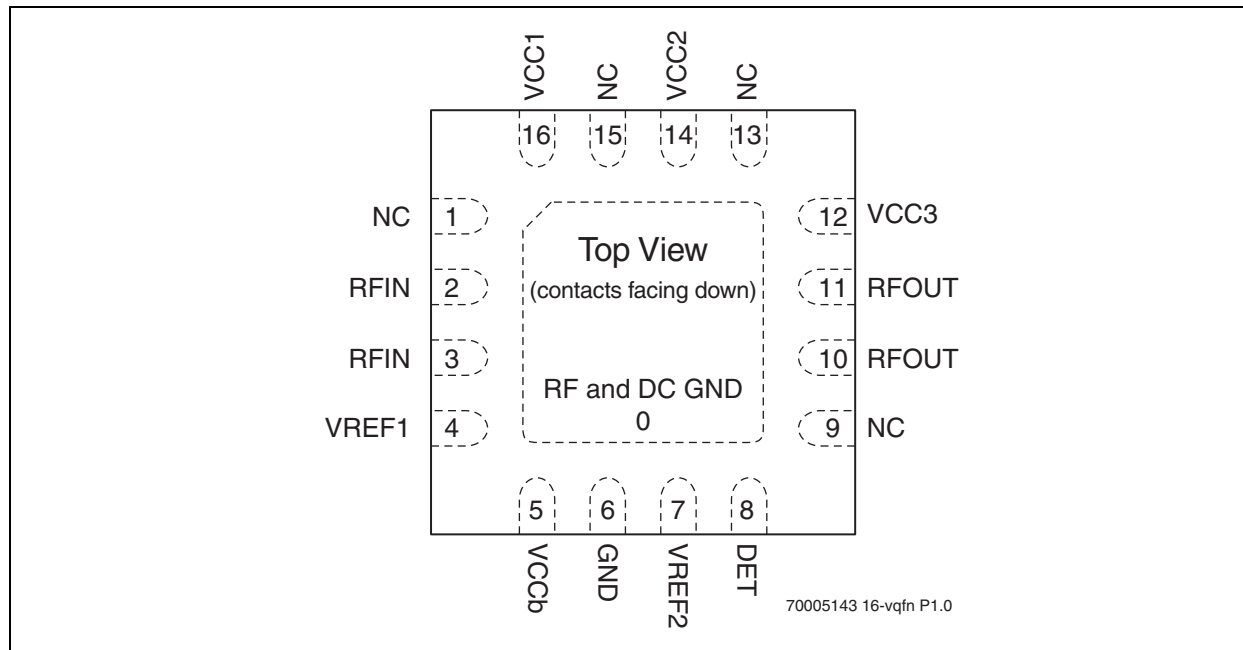 VCC1
NC
VCC2
NC
16
15
14
13
NC
1
12
VCC3
RFIN
2
11
RFOUT
RFIN
3
10
RFOUT
VREF1
4
9
NC
Top View
(contacts facing down)
RF and DC GND
0
5
6
7
8
VCCb
GND
VREF2
DET
70005143 16-vqfn P1.0